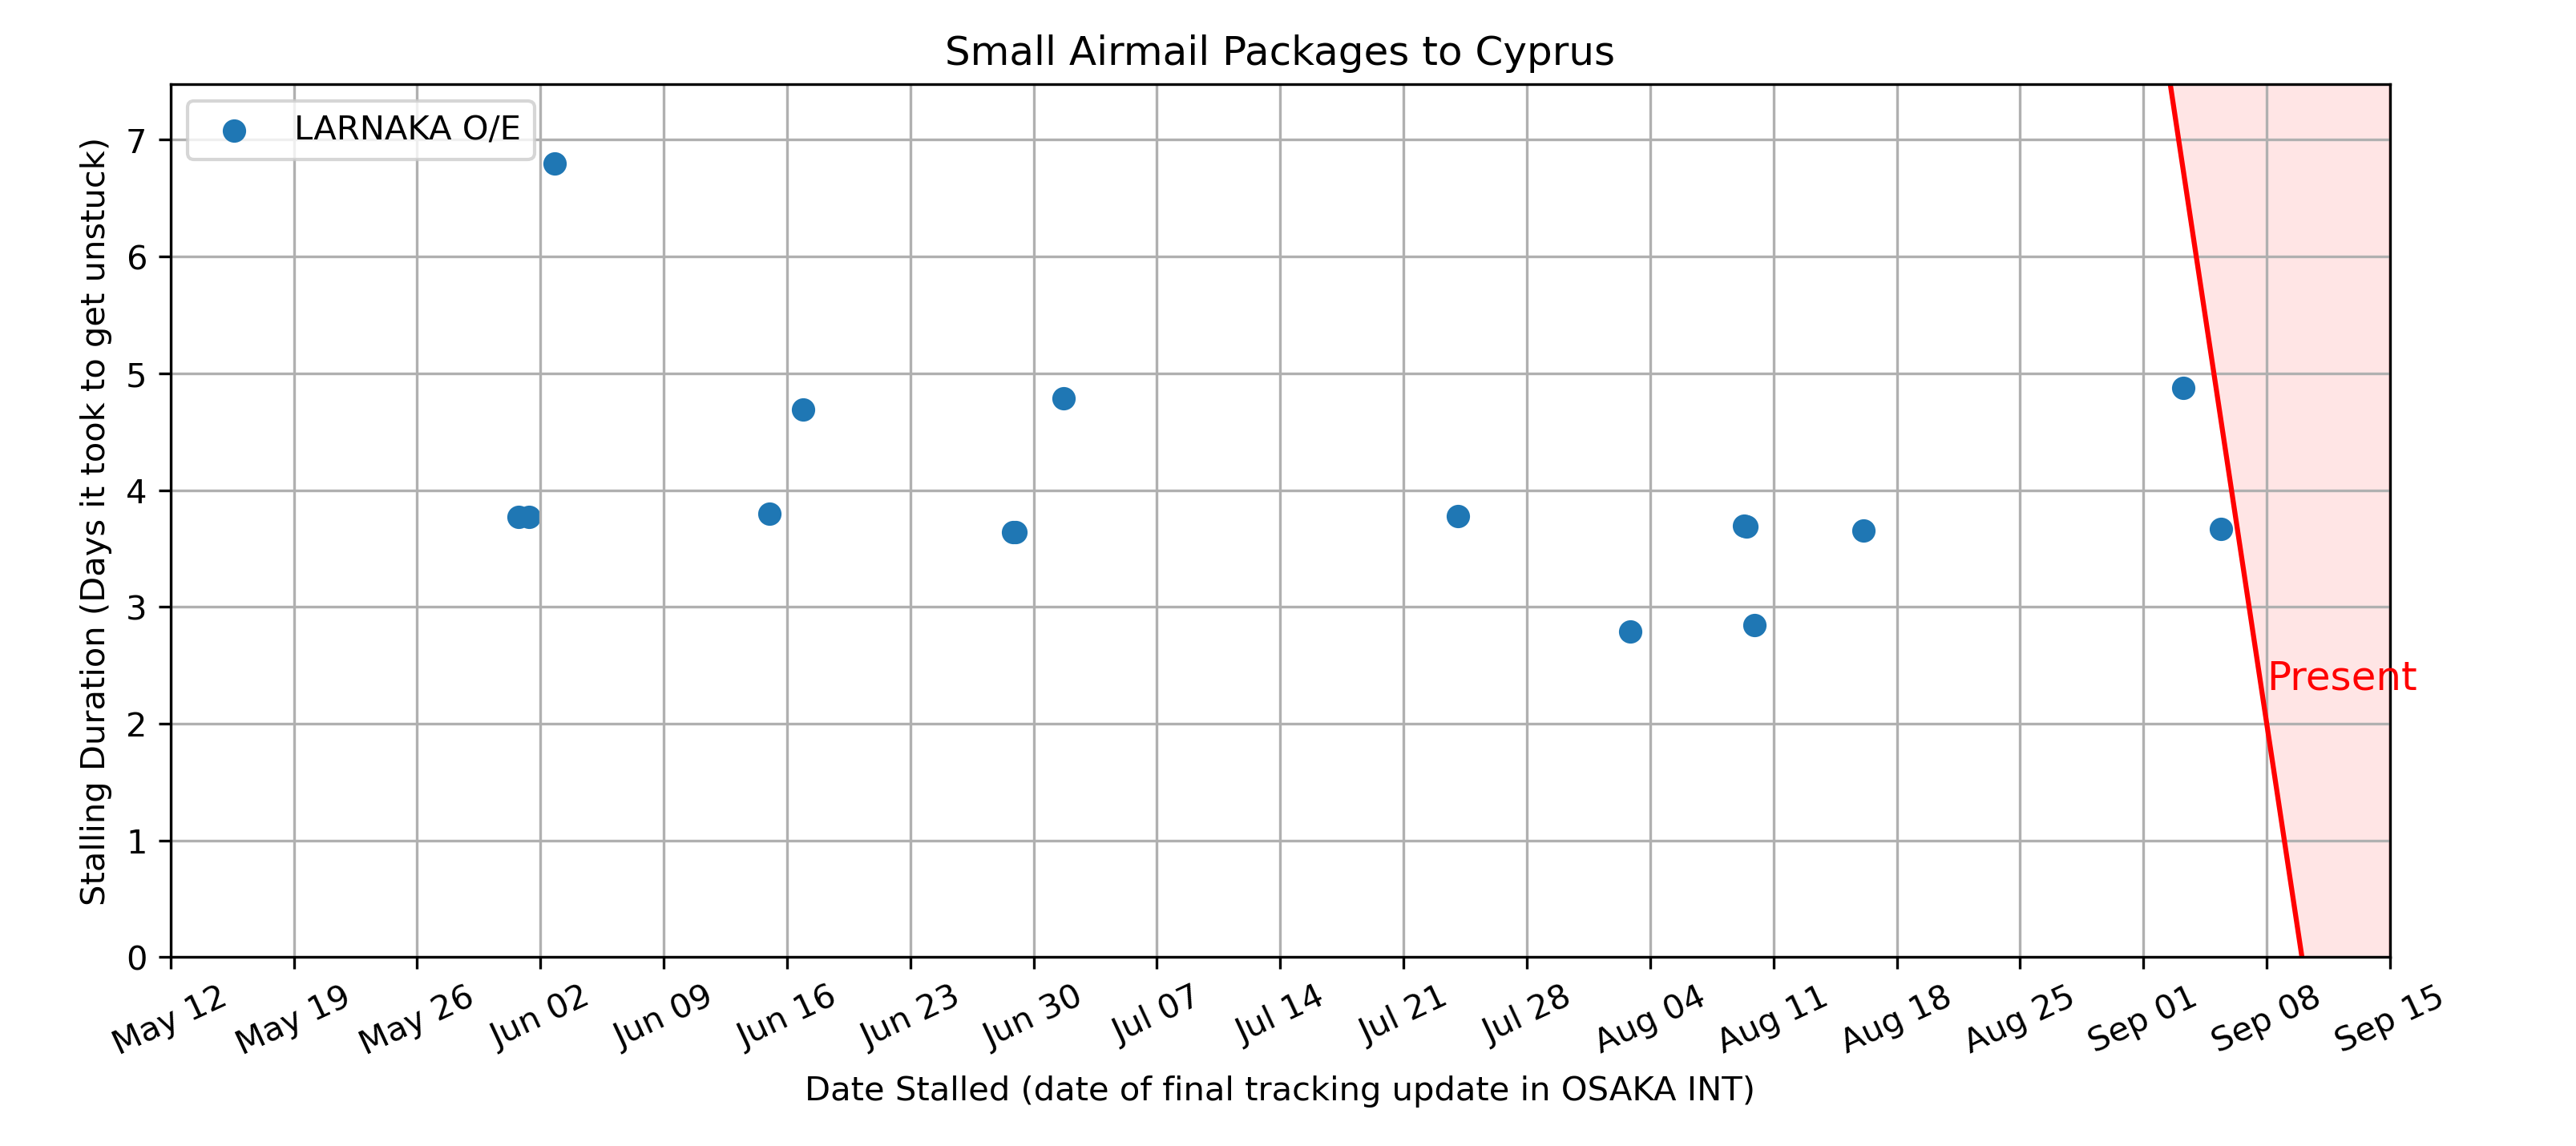 Small Airmail Packages to Cyprus
LARNAKA O/E
Stalling Duration (Days it took to get unstuck)
7
6
5
4
3
2
1
0
Present
May 12 May 19 May 26 Jun 02 Jun 09 Jun 16 Jun 23 Jun 30 Jul 07 Jul 14 Jul 21 Jul 28 Aug 04 Aug 11 Aug 18 Aug 25 Sep 01 Sep 08 Sep 15
Date Stalled (date of final tracking update in OSAKA INT)